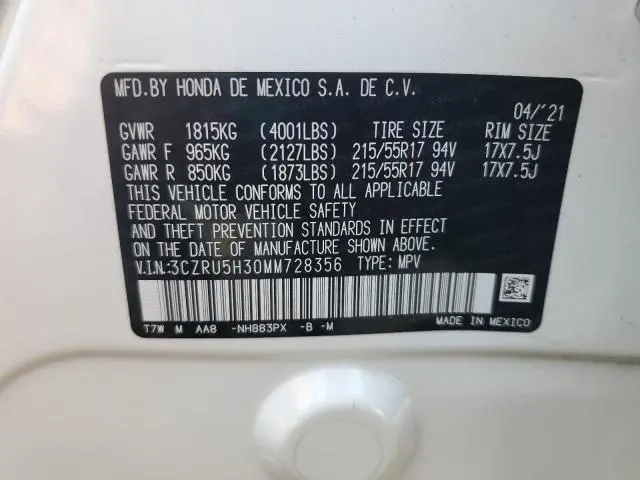 MFD.BY HONDA DE MEXICO S.A. DE C.V.
04/'21
GVWR 1815KG (4001LBS) TIRE SIZE RIM SIZE
GAWR F 965KG (2127LBS) 215/55R17 94V 17X7.5J
GAWR R 850KG (1873LBS) 215/55R17 94V 17X7.5J
THIS VEHICLE CONFORMS TO ALL APPLICABLE
FEDERAL MOTOR VEHICLE SAFETY
AND THEFT PREVENTION STANDARDS IN EFFECT
ON THE DATE OF MANUFACTURE SHOWN ABOVE.
V.I.N.:3CZRU5H30MM728356 TYPE: MPV
T7W M AA8 -NH883PX -B -M MADE IN MEXICO